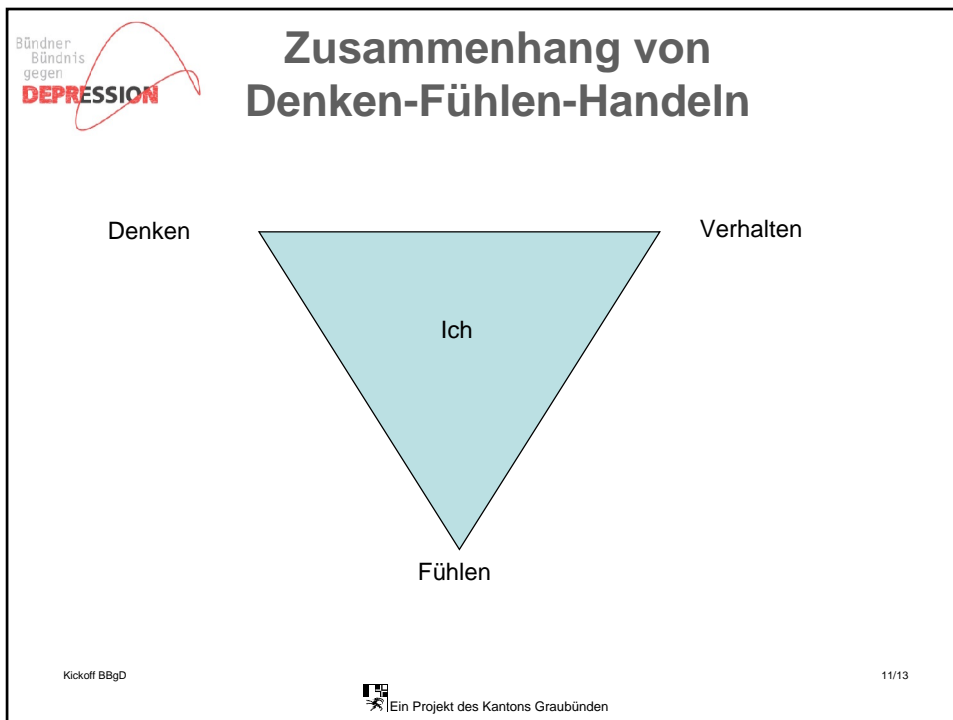 Bündner
Bündnis
gegen
DEPRESSION
Zusammenhang von
Denken-Fühlen-Handeln
Denken
Verhalten
Ich
Fühlen
Kickoff BBgD
11/13
Ein Projekt des Kantons Graubünden